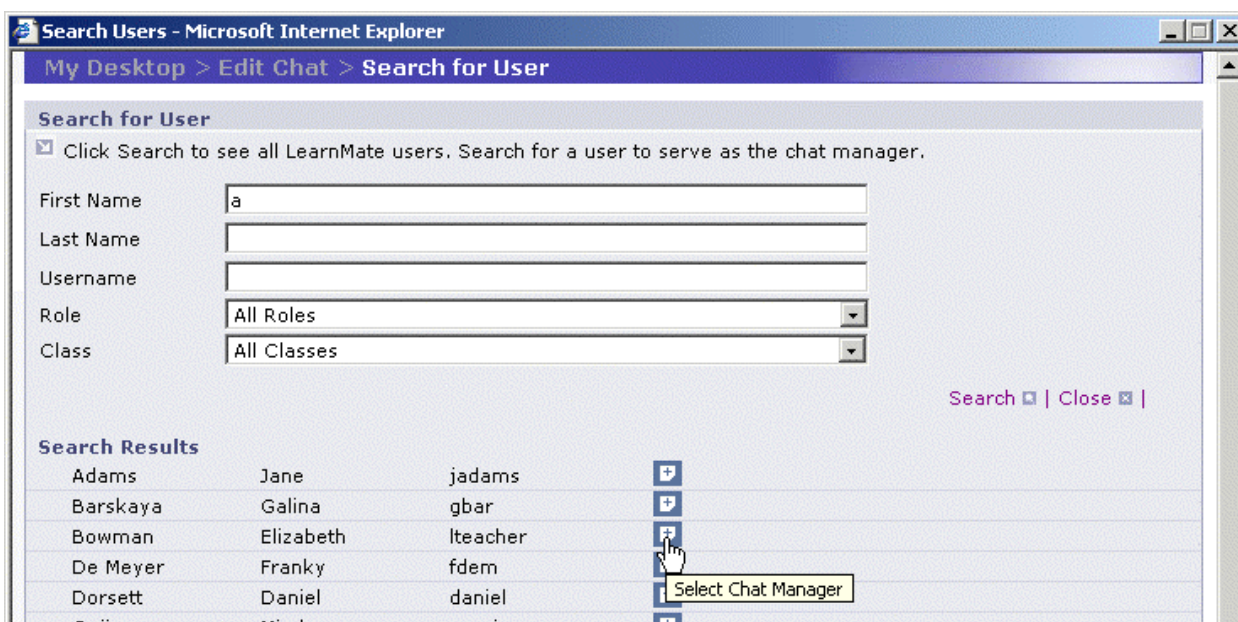 Search Users - Microsoft Internet Explorer
My Desktop > Edit Chat > Search for User
Search for User
Click Search to see all LearnMate users. Search for a user to serve as the chat manager.
First Name a
Last Name
Username
Role All Roles
Class All Classes
Search | Close |
Search Results
Adams Jane jadams
Barskaya Galina gbar
Bowman Elizabeth lteacher
De Meyer Franky fdem
Select Chat Manager
Dorsett Daniel daniel